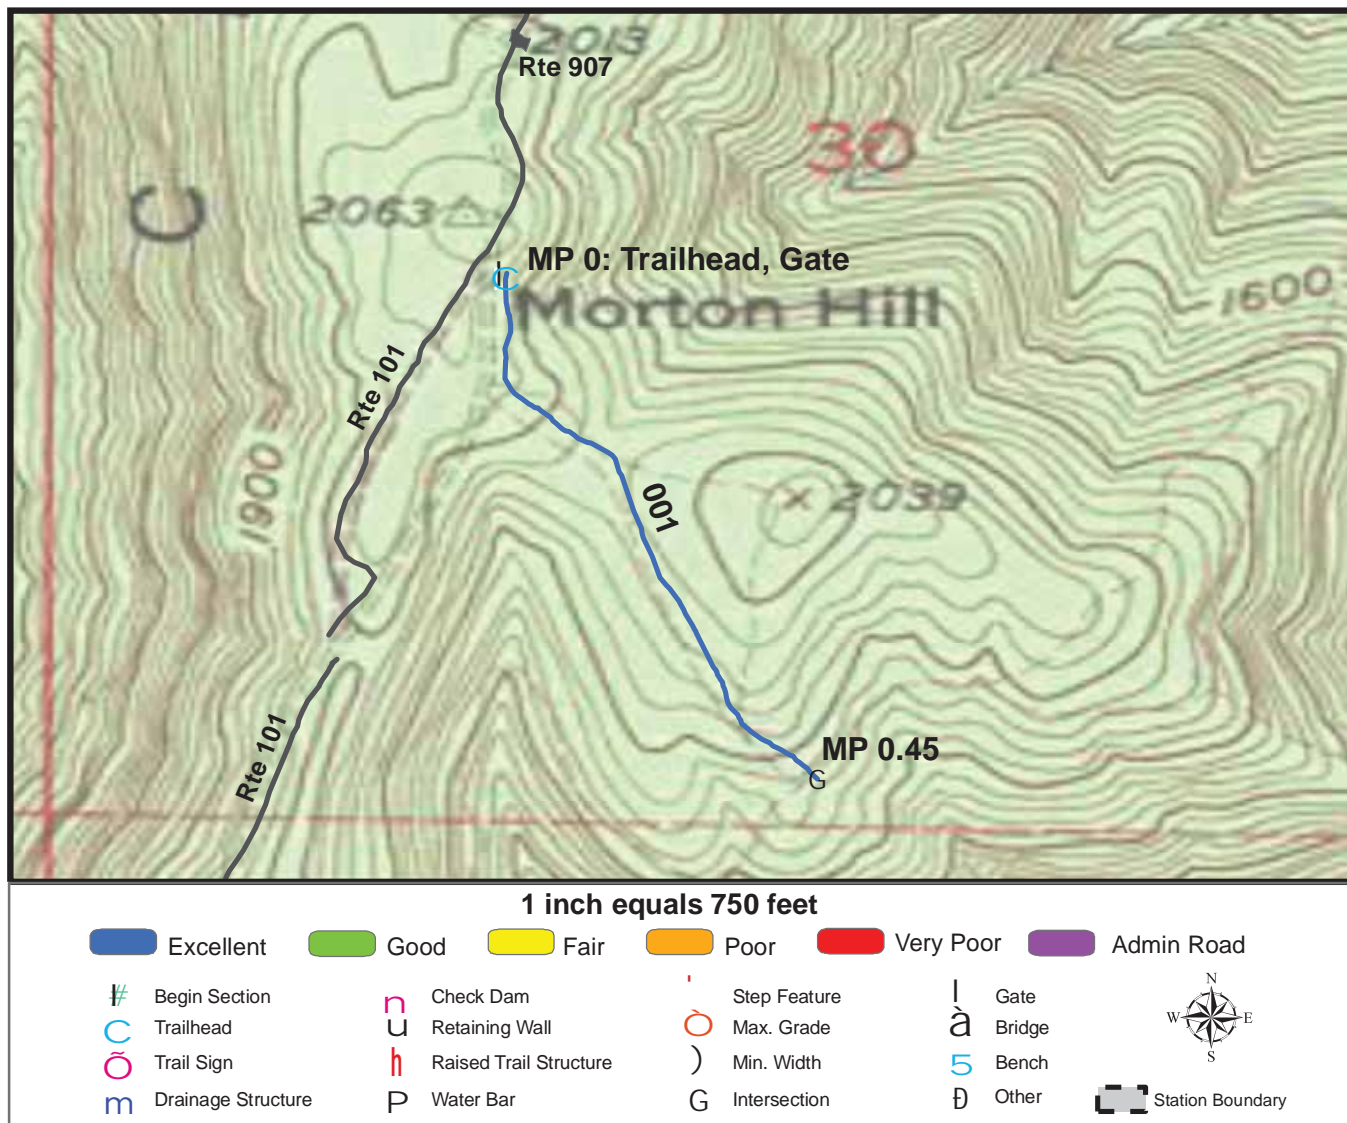 2013
Rte 907
30
C
2063
MP 0: Trailhead, Gate
C
Morton Hill
1600
Rte 101
1900
001
2039
MP 0.45
G
Rte 101
1 inch equals 750 feet
Excellent Good Fair Poor Very Poor Admin Road
# Begin Section n Check Dam ' Step Feature l Gate
C Trailhead u Retaining Wall Ò Max. Grade à Bridge
Õ Trail Sign h Raised Trail Structure ) Min. Width 5 Bench
m Drainage Structure P Water Bar G Intersection Ð Other
N
W E
S
Station Boundary